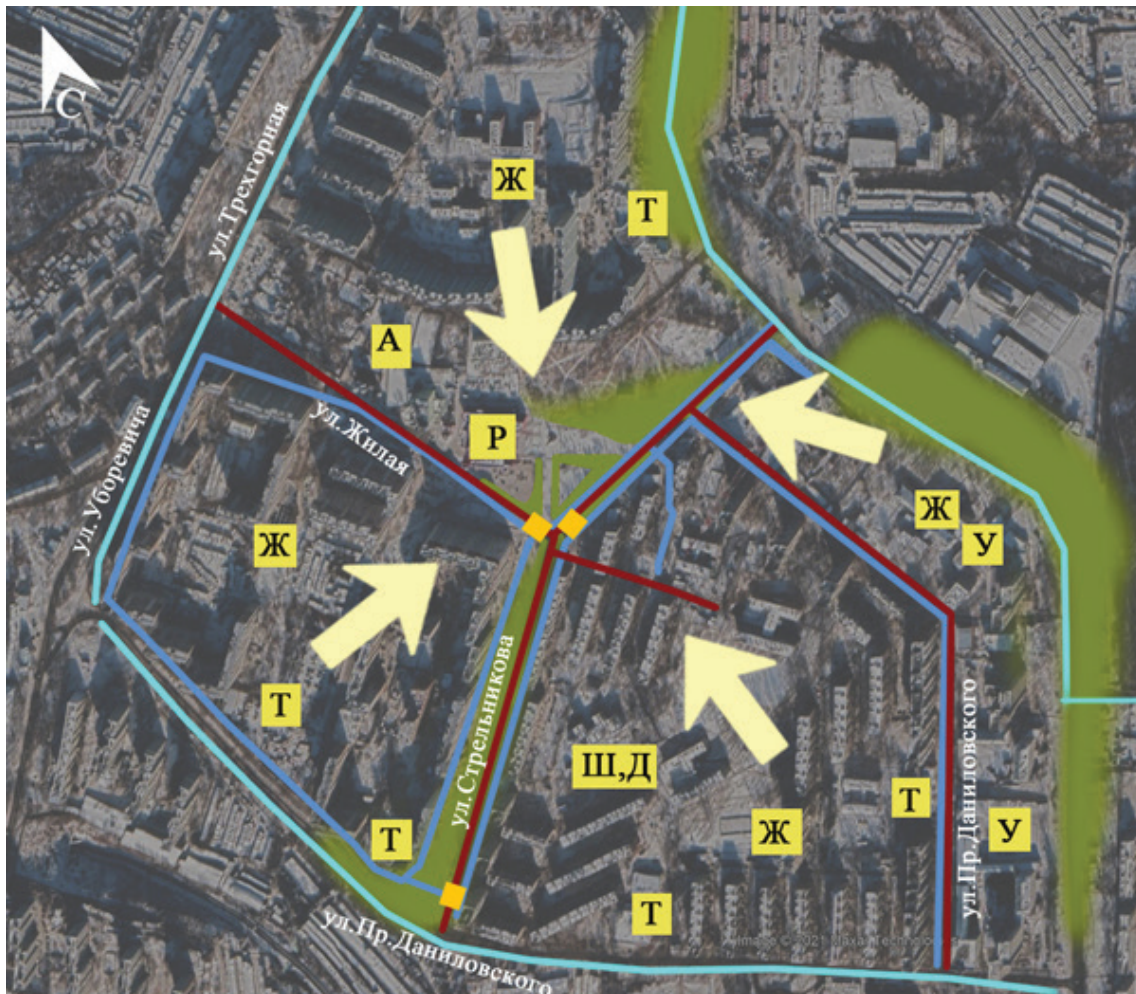 С
ул.Трехгорная
Ж
Т
А
ул.Жилая
Р
ул.Уборевича
Ж
Ж
У
Т
ул.Стрельникова
Ш,Д
Т
ул.Пр.Даниловского
Т
Ж
У
Т
ул.Пр.Даниловского